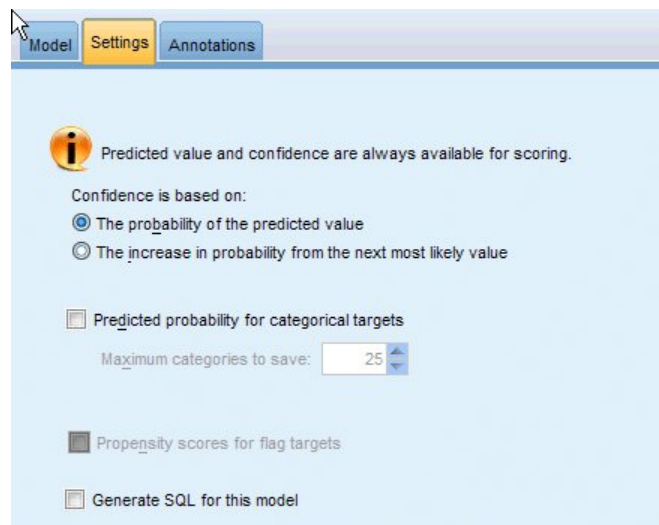 Model Settings Annotations
Predicted value and confidence are always available for scoring.
Confidence is based on:
The probability of the predicted value
The increase in probability from the next most likely value
Predicted probability for categorical targets
Maximum categories to save: 25
Propensity scores for flag targets
Generate SQL for this model